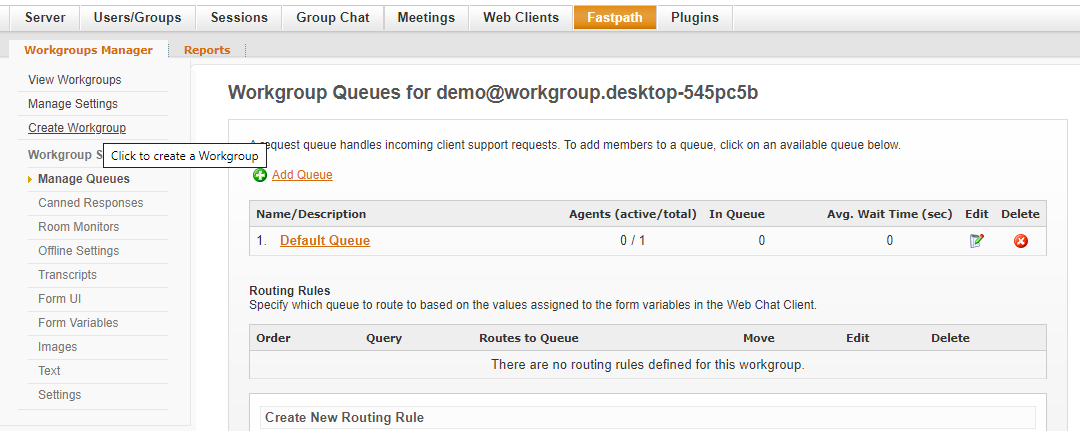 Server Users/Groups Sessions Group Chat Meetings Web Clients Fastpath Plugins
Workgroups Manager Reports
View Workgroups
Manage Settings
Create Workgroup
Workgroup S
Click to create a Workgroup
Manage Queues
Canned Responses
Room Monitors
Offline Settings
Transcripts
Form UI
Form Variables
Images
Text
Settings
Workgroup Queues for demo@workgroup.desktop-545pc5b
A request queue handles incoming client support requests. To add members to a queue, click on an available queue below.
Add Queue
Name/Description Agents (active/total) In Queue Avg. Wait Time (sec) Edit Delete
1. Default Queue 0 / 1 0 0
Routing Rules
Specify which queue to route to based on the values assigned to the form variables in the Web Chat Client.
Order Query Routes to Queue Move Edit Delete
There are no routing rules defined for this workgroup.
Create New Routing Rule